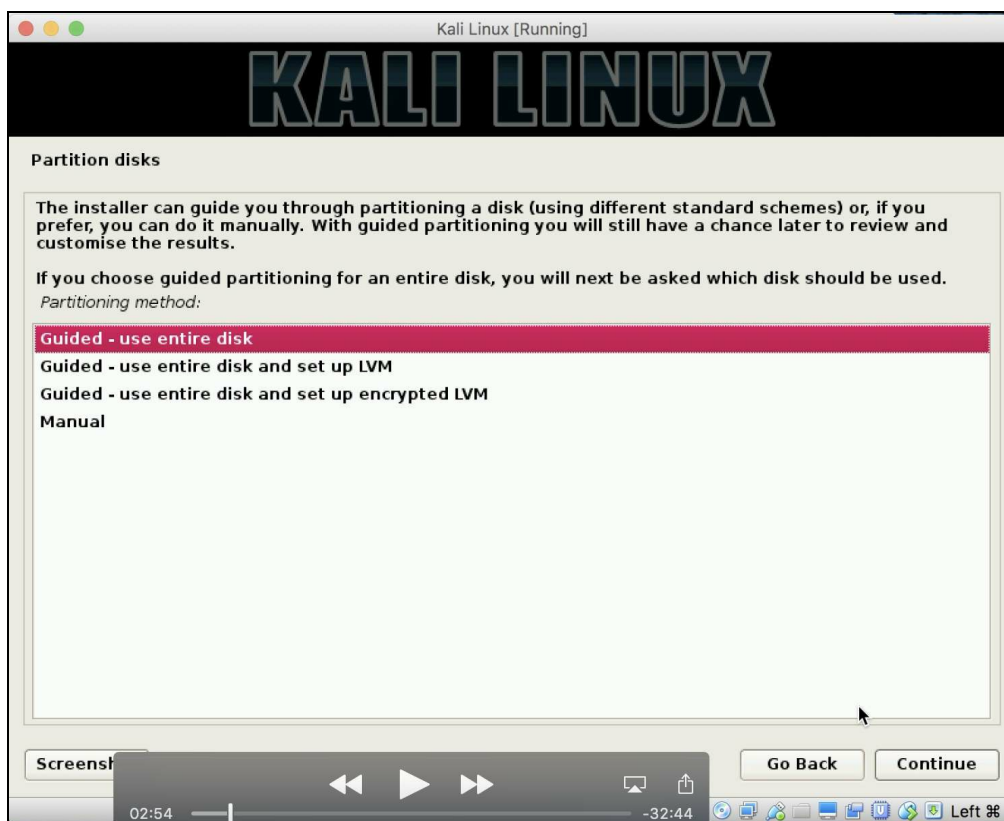 Kali Linux [Running]
KALI LINUX
Partition disks
The installer can guide you through partitioning a disk (using different standard schemes) or, if you
prefer, you can do it manually. With guided partitioning you will still have a chance later to review and
customise the results.
If you choose guided partitioning for an entire disk, you will next be asked which disk should be used.
Partitioning method:
Guided - use entire disk
Guided - use entire disk and set up LVM
Guided - use entire disk and set up encrypted LVM
Manual
Go Back
Continue
02:54
-32:44
Left ⌘